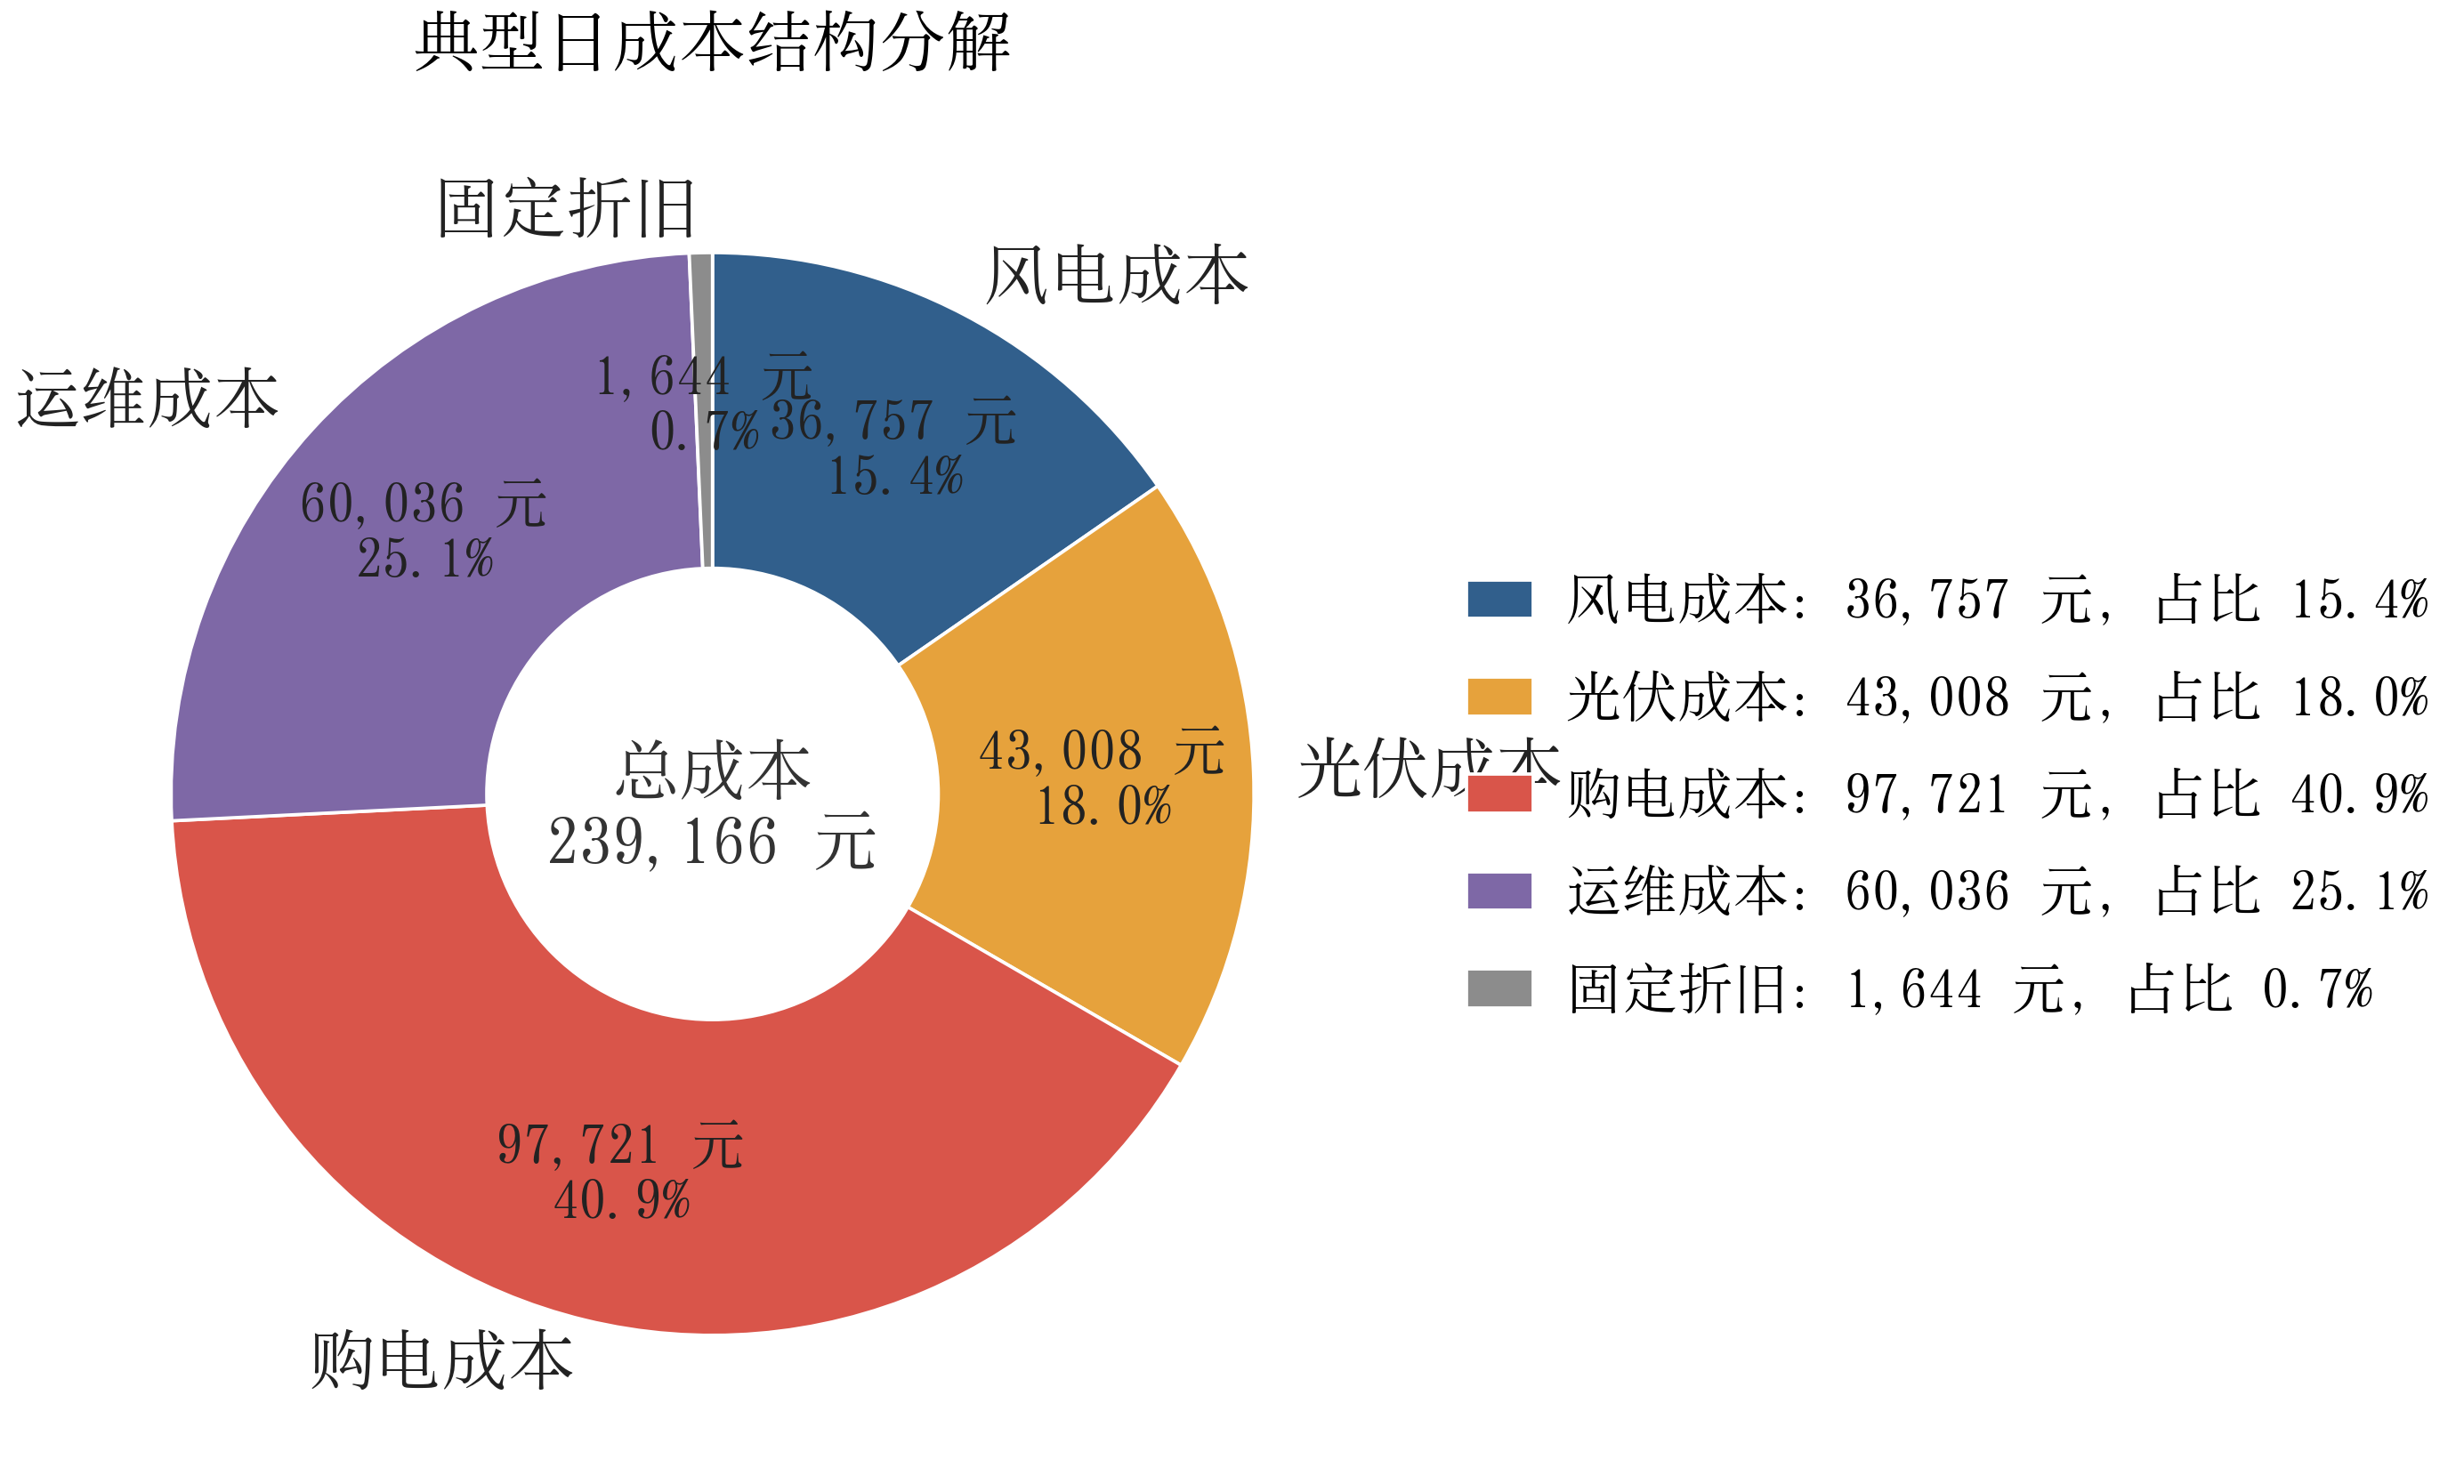 典型日成本结构分解
固定折旧
风电成本
运维成本
1,644 元
0.7%
36,757 元
15.4%
60,036 元
25.1%
43,008 元
18.0%
光伏成本
总成本
239,166 元
97,721 元
40.9%
购电成本
风电成本: 36,757 元, 占比 15.4%
光伏成本: 43,008 元, 占比 18.0%
购电成本: 97,721 元, 占比 40.9%
运维成本: 60,036 元, 占比 25.1%
固定折旧: 1,644 元, 占比 0.7%